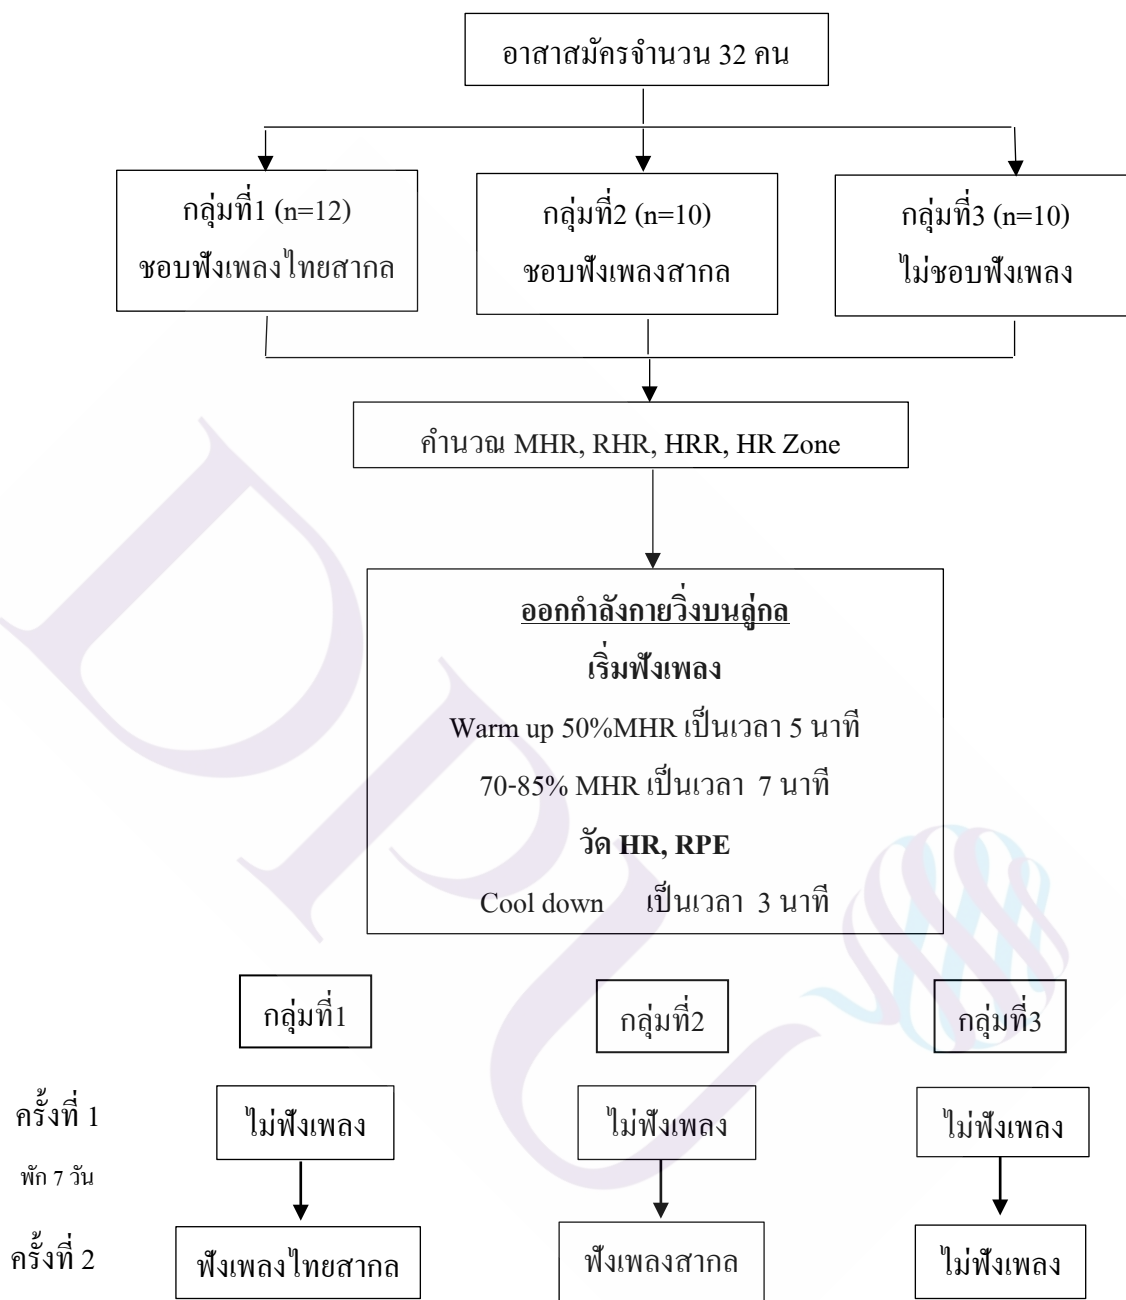 อาสาสมัครจำนวน 32 คน
กลุ่มที่1 (n=12)
ชอบฟังเพลงไทยสากล
กลุ่มที่2 (n=10)
ชอบฟังเพลงสากล
กลุ่มที่3 (n=10)
ไม่ชอบฟังเพลง
คำนวณ MHR, RHR, HRR, HR Zone
ออกกำลังกายวิ่งบนลู่กล
เริ่มฟังเพลง
Warm up 50%MHR เป็นเวลา 5 นาที
70-85% MHR เป็นเวลา 7 นาที
วัด HR, RPE
Cool down เป็นเวลา 3 นาที
กลุ่มที่1
กลุ่มที่2
กลุ่มที่3
ครั้งที่ 1
ไม่ฟังเพลง
ไม่ฟังเพลง
ไม่ฟังเพลง
พัก 7 วัน
ครั้งที่ 2
ฟังเพลงไทยสากล
ฟังเพลงสากล
ไม่ฟังเพลง
DPU